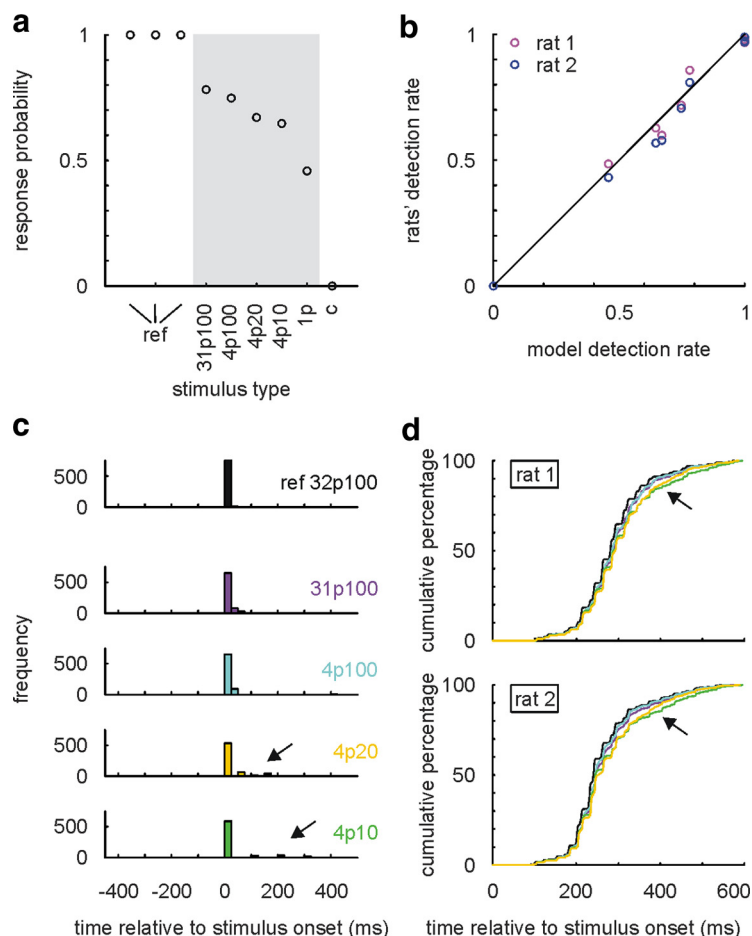 a
response probability
1
0.5
0
ref
31p100
4p100
4p20
4p10
1p
c
stimulus type
b
rats' detection rate
rat 1
rat 2
1
0.5
0
0
0.5
1
model detection rate
c
frequency
500
0
ref 32p100
500
0
31p100
500
0
4p100
500
0
4p20
500
0
4p10
-400 -200 0 200 400
time relative to stimulus onset (ms)
d
cumulative percentage
100
50
0
rat 1
cumulative percentage
100
50
0
rat 2
0 200 400 600
time relative to stimulus onset (ms)